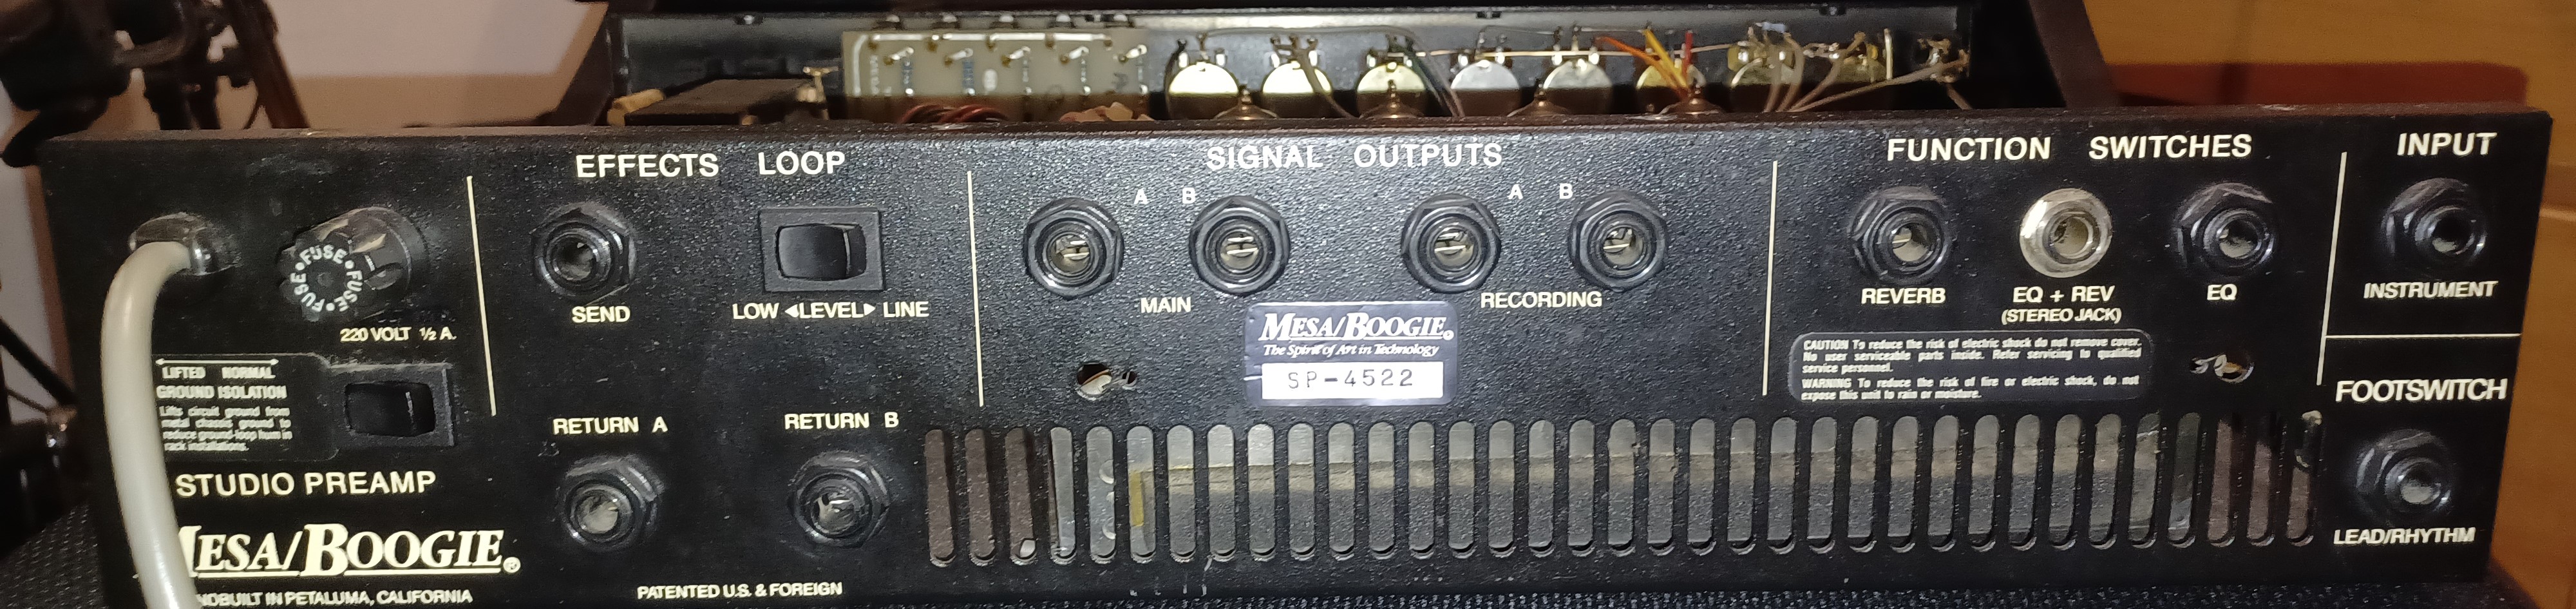 FUSE • FUSE • FUSE • FUSE •
220 VOLT ½ A.
LIFTED NORMAL
GROUND ISOLATION
Lifts circuit ground from
metal chassis ground to
reduce ground-loop hum in
rack installations.
STUDIO PREAMP
MESA/BOOGIE®
NDBUILT IN PETALUMA, CALIFORNIA
EFFECTS LOOP
SEND
LOW ◄LEVEL► LINE
RETURN A
RETURN B
PATENTED U.S. & FOREIGN
SIGNAL OUTPUTS
A B
A B
MAIN
RECORDING
MESA/BOOGIE®
The Spirit of Art in Technology
SP-4522
FUNCTION SWITCHES
REVERB
EQ + REV
(STEREO JACK)
EQ
CAUTION To reduce the risk of electric shock do not remove cover.
No user serviceable parts inside. Refer servicing to qualified
service personnel.
WARNING To reduce the risk of fire or electric shock, do not
expose this unit to rain or moisture.
INPUT
INSTRUMENT
FOOTSWITCH
LEAD/RHYTHM